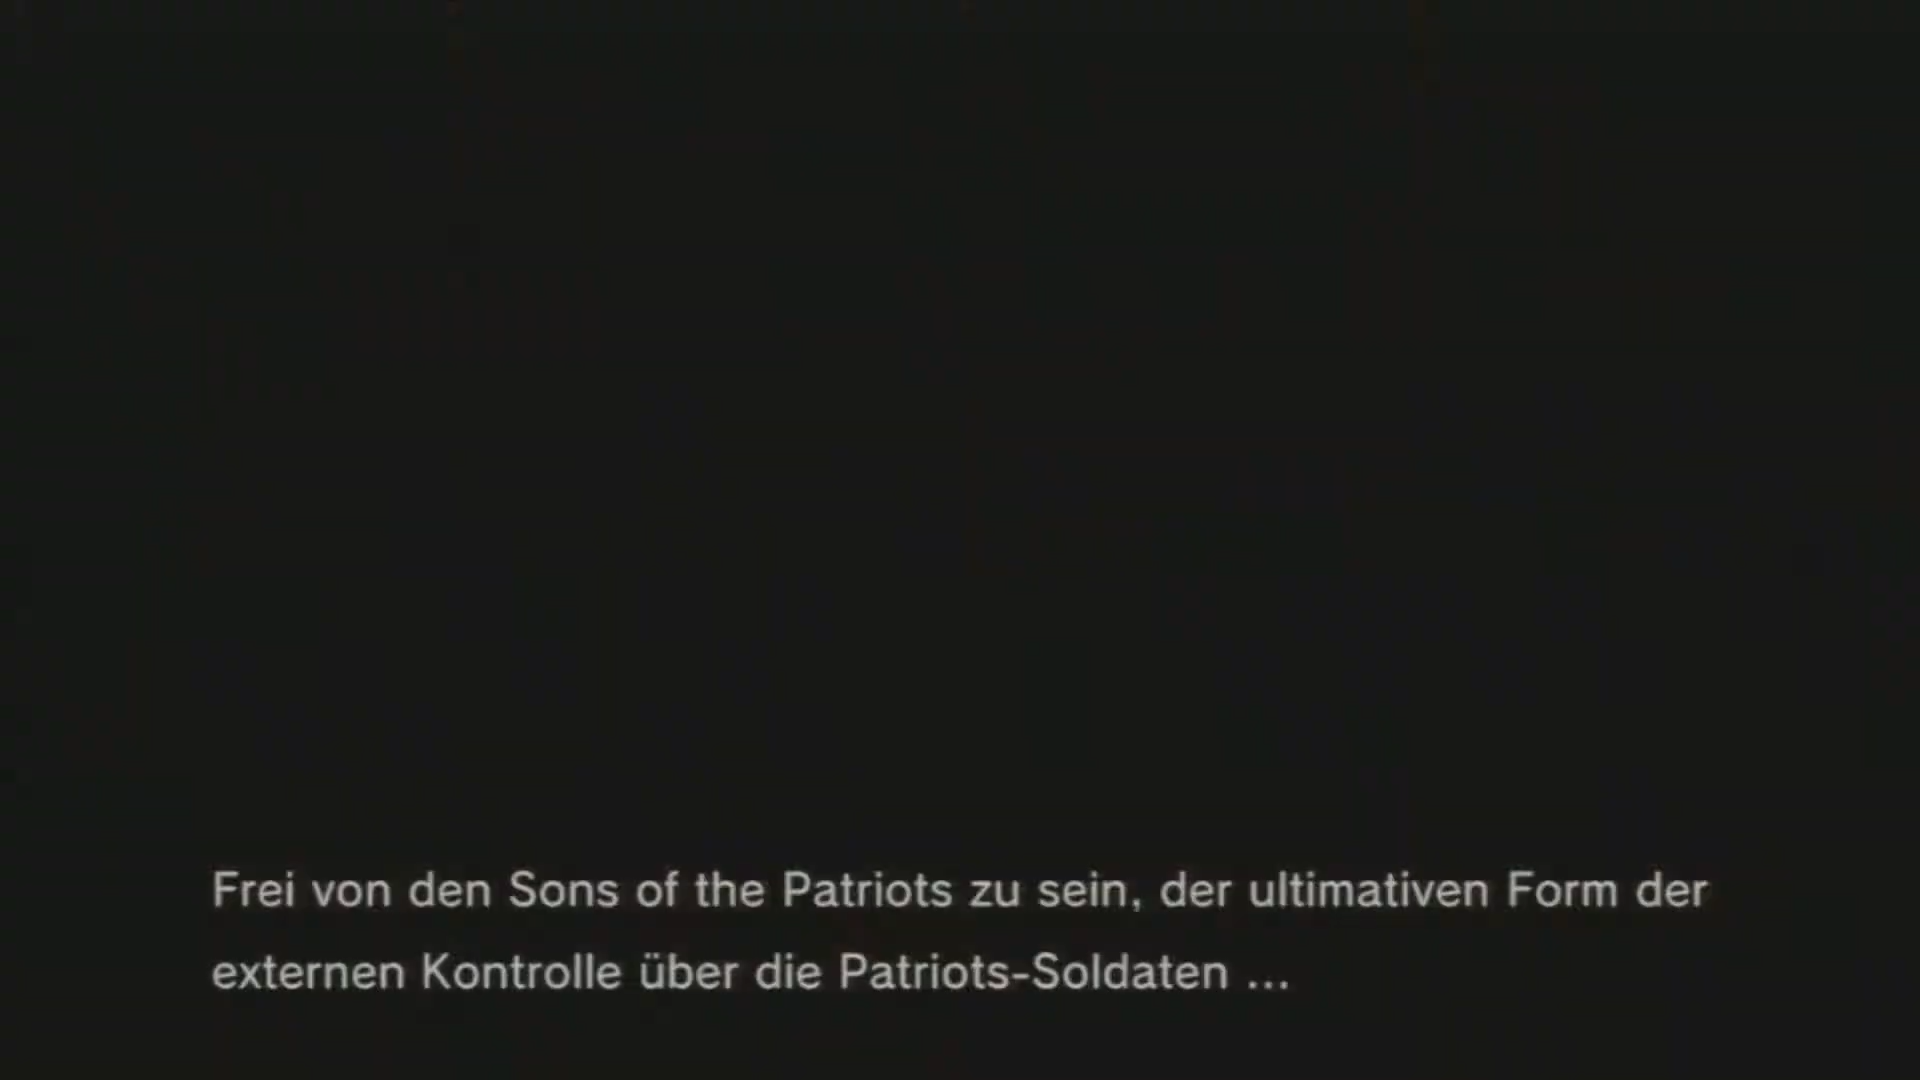 Frei von den Sons of the Patriots zu sein, der ultimativen Form der
externen Kontrolle über die Patriots-Soldaten ...